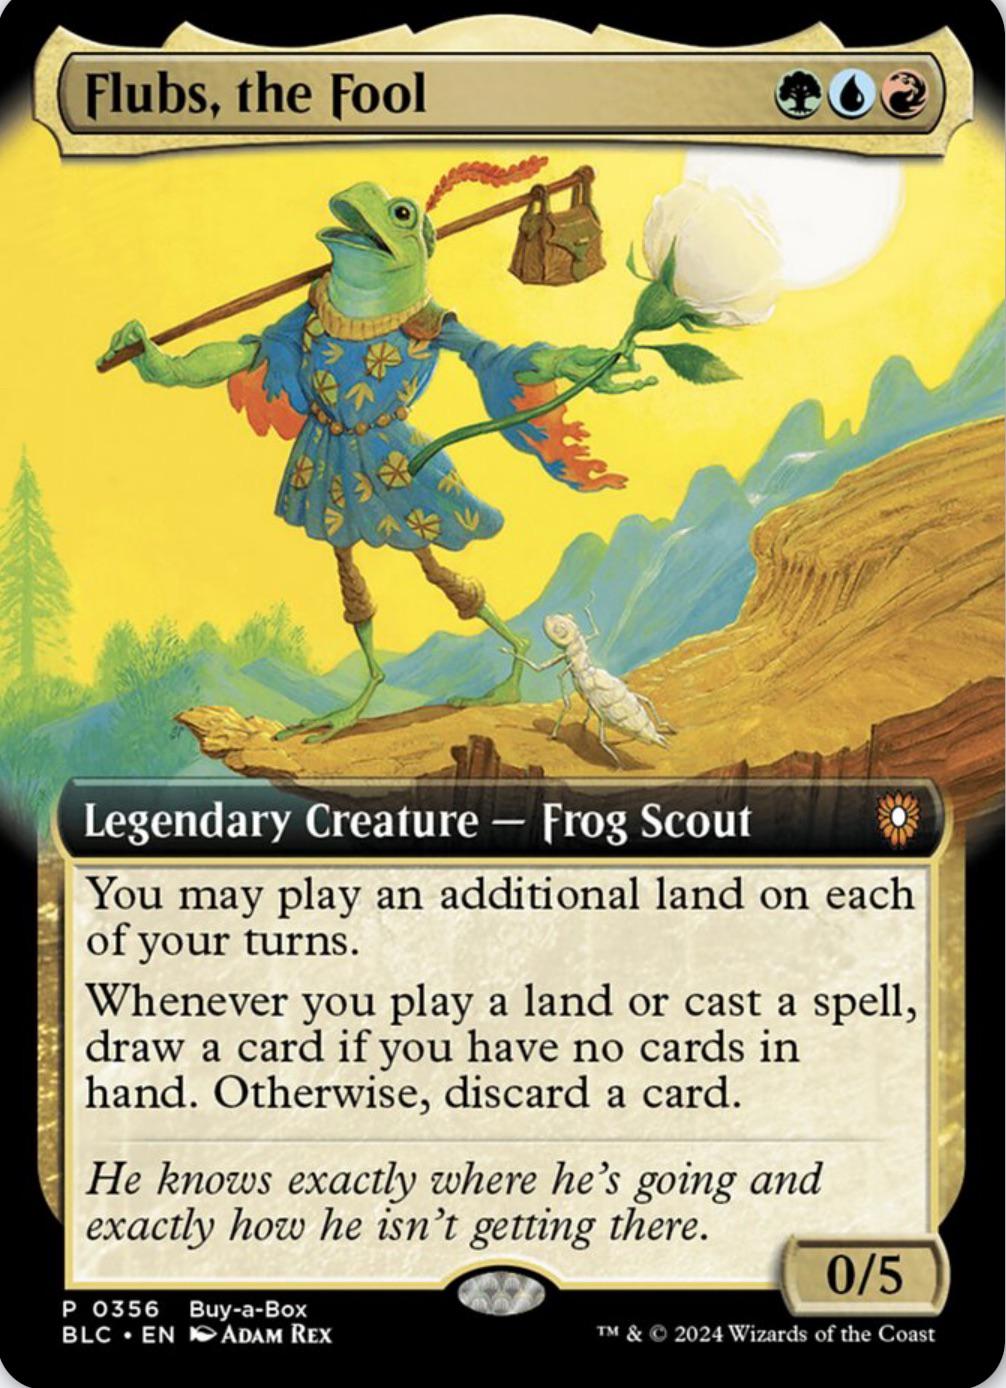 Flubs, the Fool
Legendary Creature — Frog Scout
You may play an additional land on each
of your turns.
Whenever you play a land or cast a spell,
draw a card if you have no cards in
hand. Otherwise, discard a card.
He knows exactly where he's going and
exactly how he isn't getting there.
0/5
P 0356 Buy-a-Box
BLC • EN ADAM REX
™ & © 2024 Wizards of the Coast